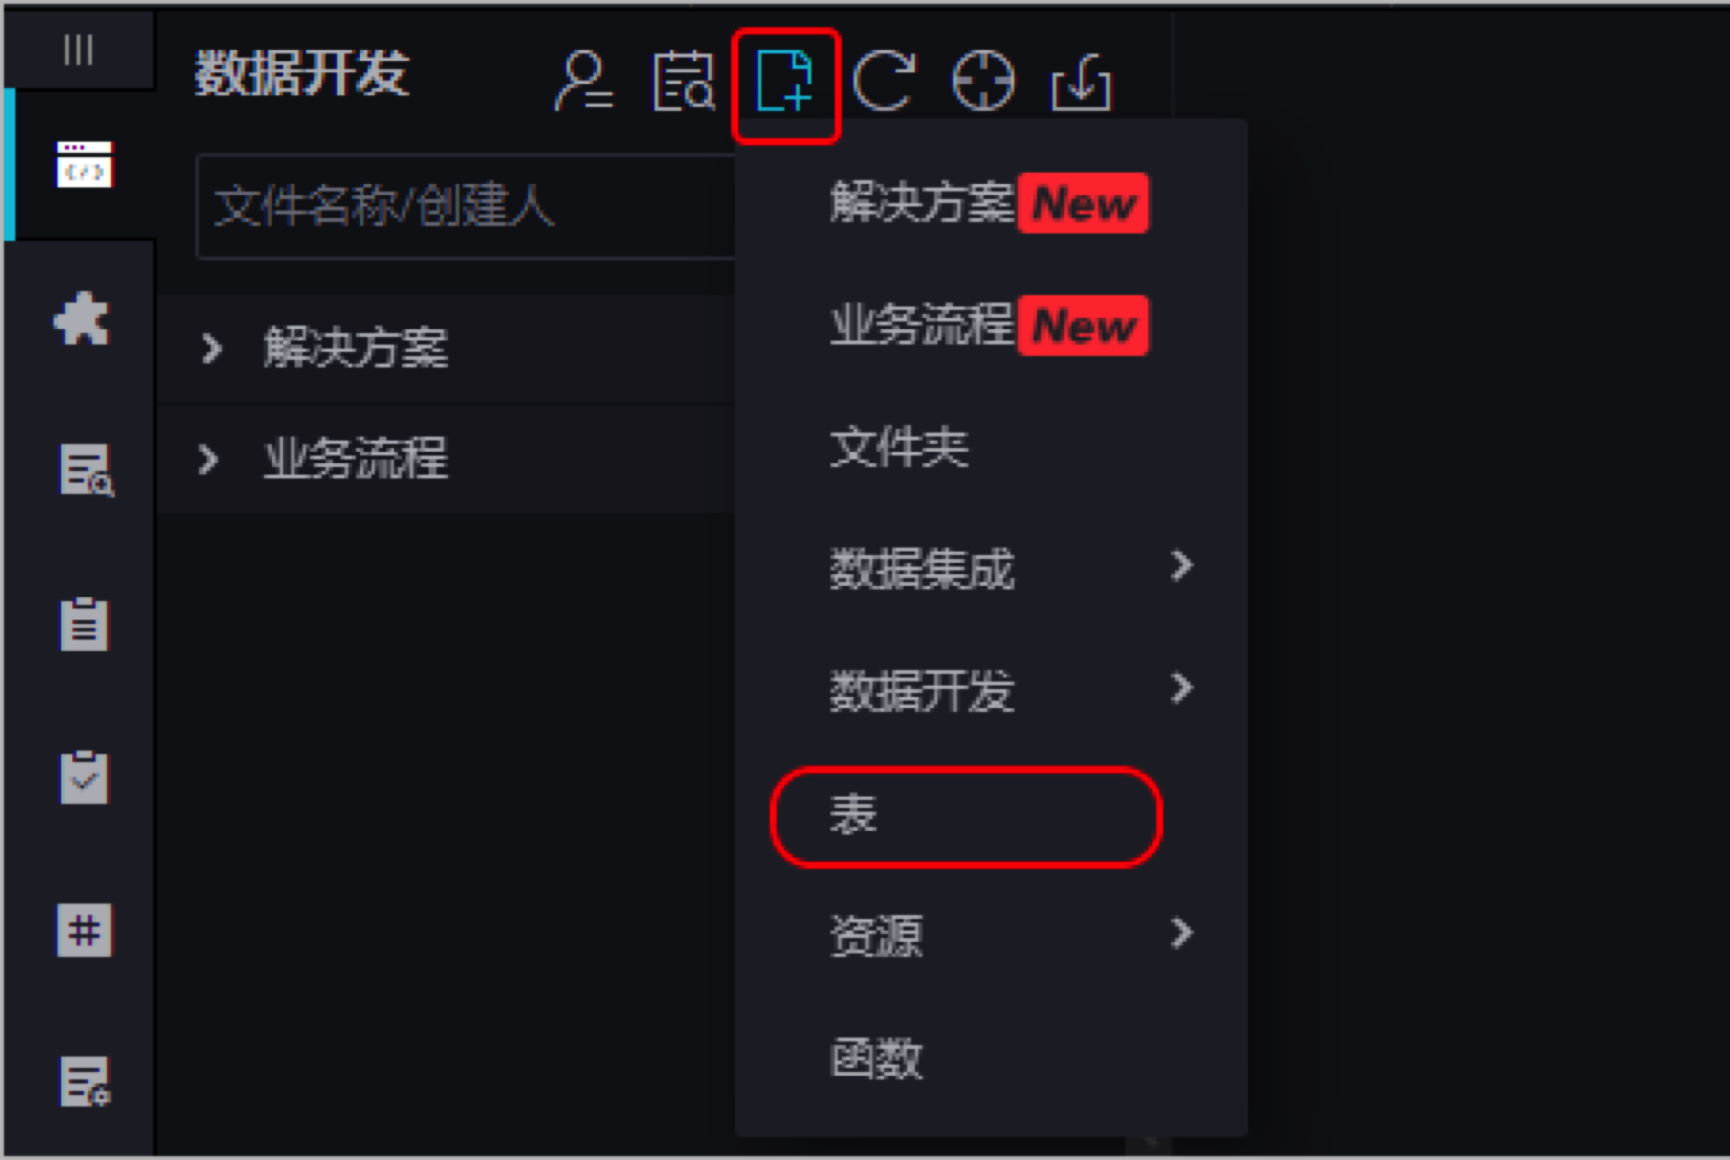 数据开发
文件名称/创建人
解决方案
业务流程
解决方案 New
业务流程 New
文件夹
数据集成
数据开发
表
资源
函数